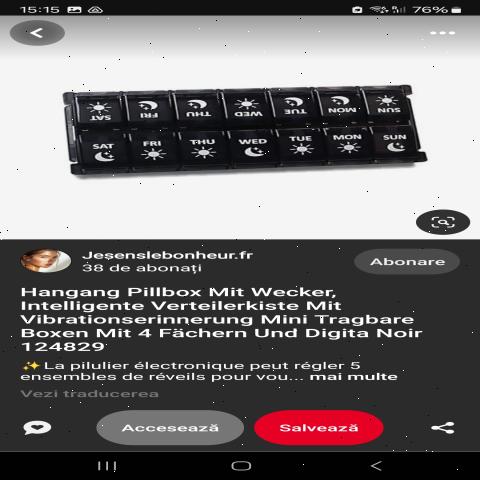 15:15
76%
SAT FRI THU WED TUE MON SUN
SAT FRI THU WED TUE MON SUN
Jesenslebonheur.fr
38 de abonați
Abonare
Hangang Pillbox Mit Wecker,
Intelligente Verteilerkiste Mit
Vibrationserinnerung Mini Tragbare
Boxen Mit 4 Fächern Und Digita Noir
124829
✨La pilulier électronique peut régler 5
ensembles de réveils pour vou... mai multe
Vezi traducerea
Accesează
Salvează